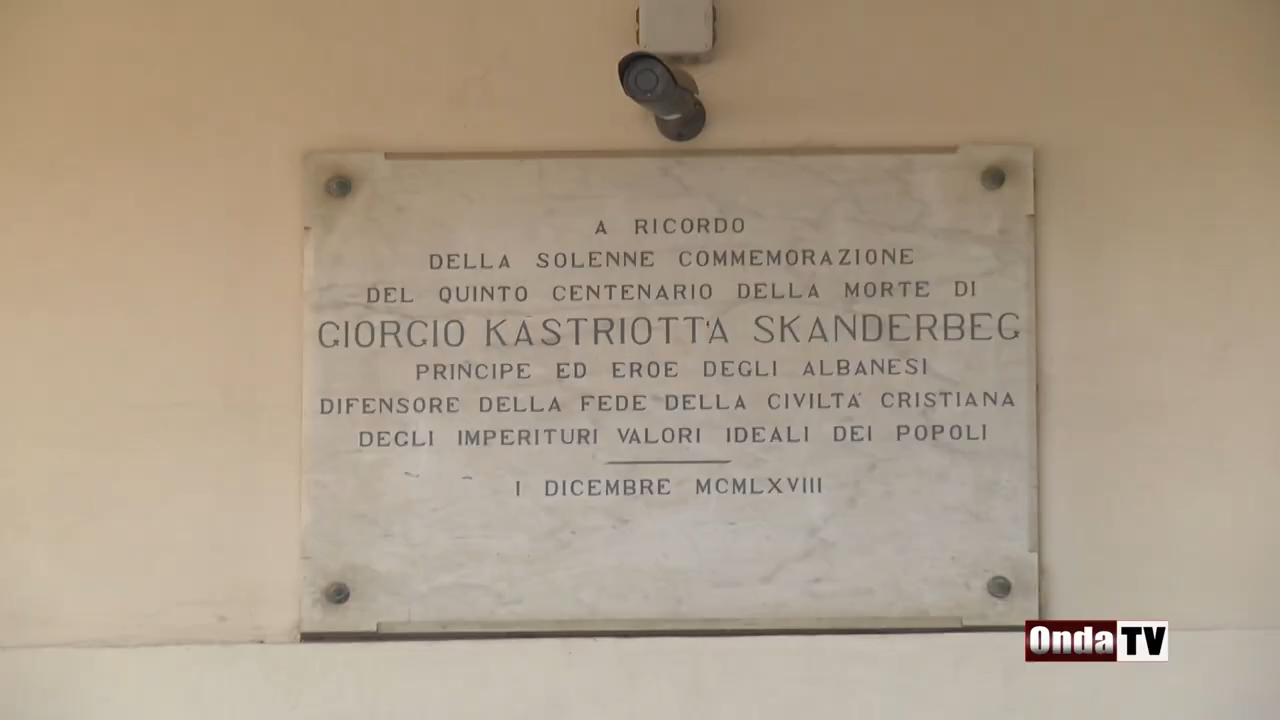 A RICORDO
DELLA SOLENNE COMMEMORAZIONE
DEL QUINTO CENTENARIO DELLA MORTE DI
GIORGIO KASTRIOTTA SKANDERBEG
PRINCIPE ED EROE DEGLI ALBANESI
DIFENSORE DELLA FEDE DELLA CIVILTA' CRISTIANA
DEGLI IMPERITURI VALORI IDEALI DEI POPOLI
I DICEMBRE MCMLXVIII
Onda TV